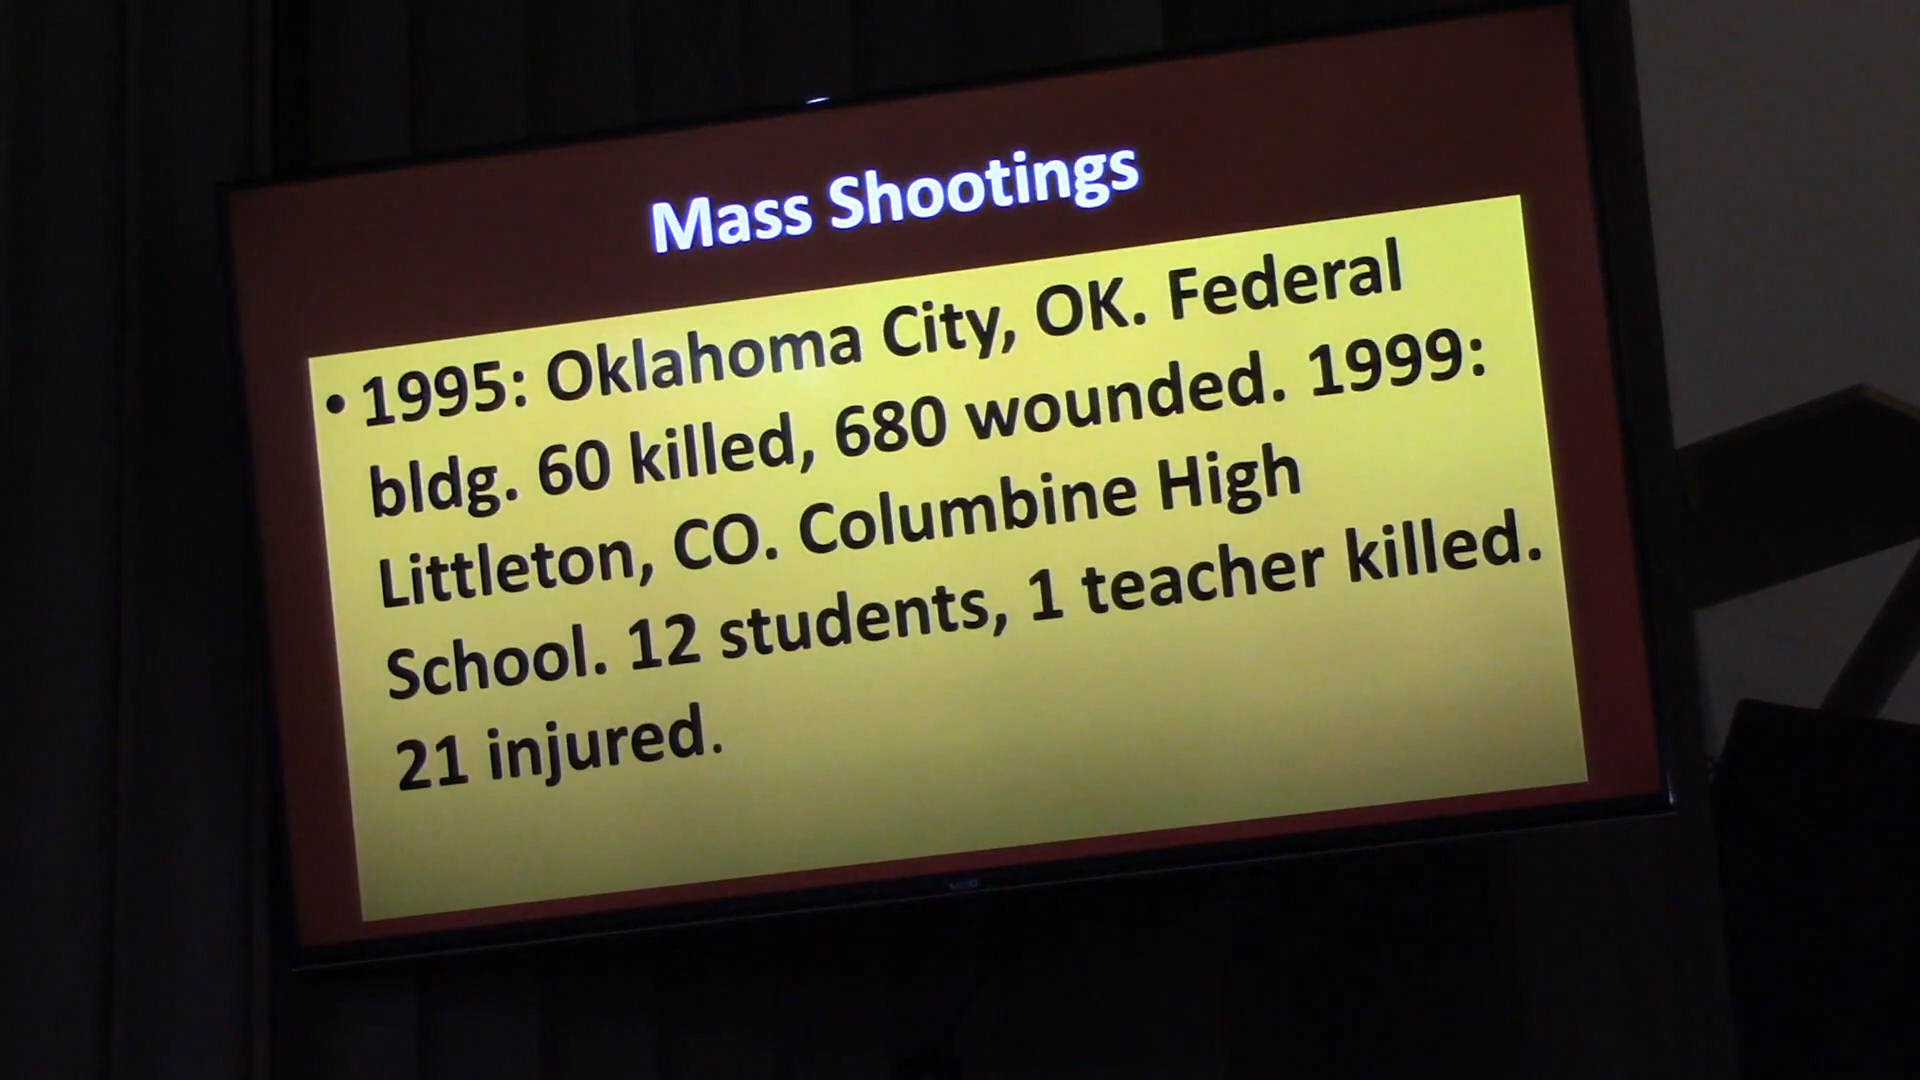 Mass Shootings
• 1995: Oklahoma City, OK. Federal
bldg. 60 killed, 680 wounded. 1999:
Littleton, CO. Columbine High
School. 12 students, 1 teacher killed.
21 injured.